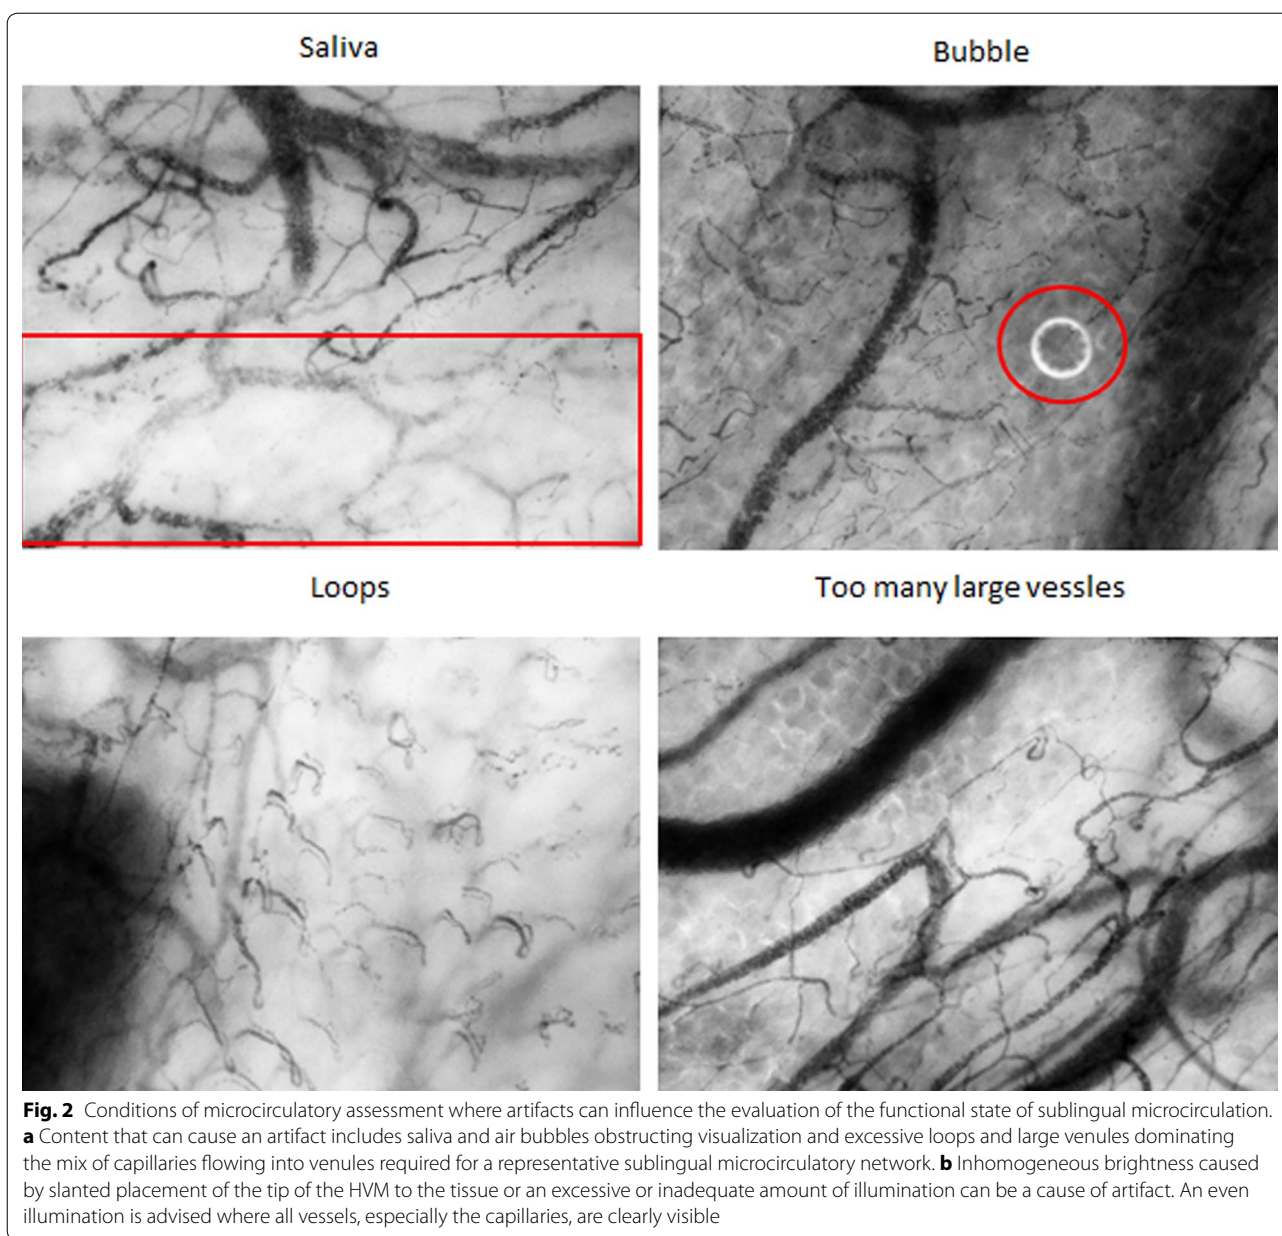 Saliva
Bubble
Loops
Too many large vessles
Fig. 2 Conditions of microcirculatory assessment where artifacts can influence the evaluation of the functional state of sublingual microcirculation.
a Content that can cause an artifact includes saliva and air bubbles obstructing visualization and excessive loops and large venules dominating
the mix of capillaries flowing into venules required for a representative sublingual microcirculatory network. b Inhomogeneous brightness caused
by slanted placement of the tip of the HVM to the tissue or an excessive or inadequate amount of illumination can be a cause of artifact. An even
illumination is advised where all vessels, especially the capillaries, are clearly visible